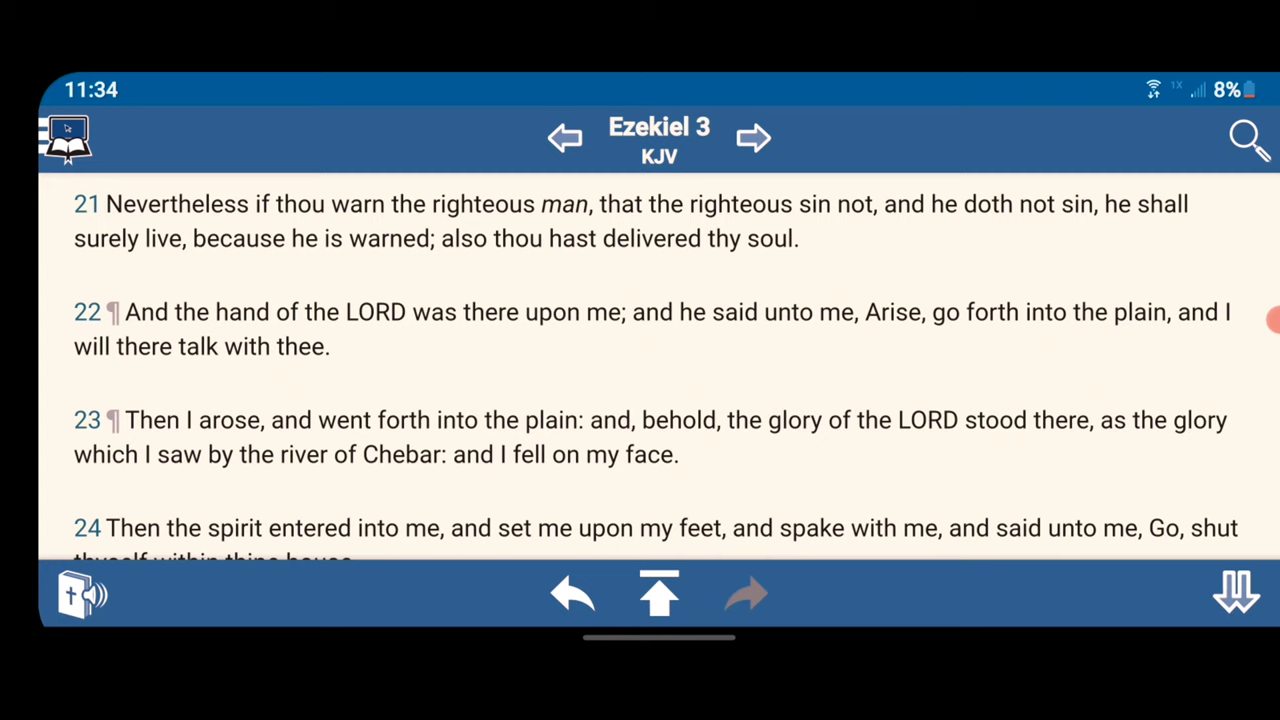 11:34
1X
8%
Ezekiel 3
KJV
21 Nevertheless if thou warn the righteous man, that the righteous sin not, and he doth not sin, he shall
surely live, because he is warned; also thou hast delivered thy soul.
22 ¶ And the hand of the LORD was there upon me; and he said unto me, Arise, go forth into the plain, and I
will there talk with thee.
23 ¶ Then I arose, and went forth into the plain: and, behold, the glory of the LORD stood there, as the glory
which I saw by the river of Chebar: and I fell on my face.
24 Then the spirit entered into me, and set me upon my feet, and spake with me, and said unto me, Go, shut
thyself within thine house.